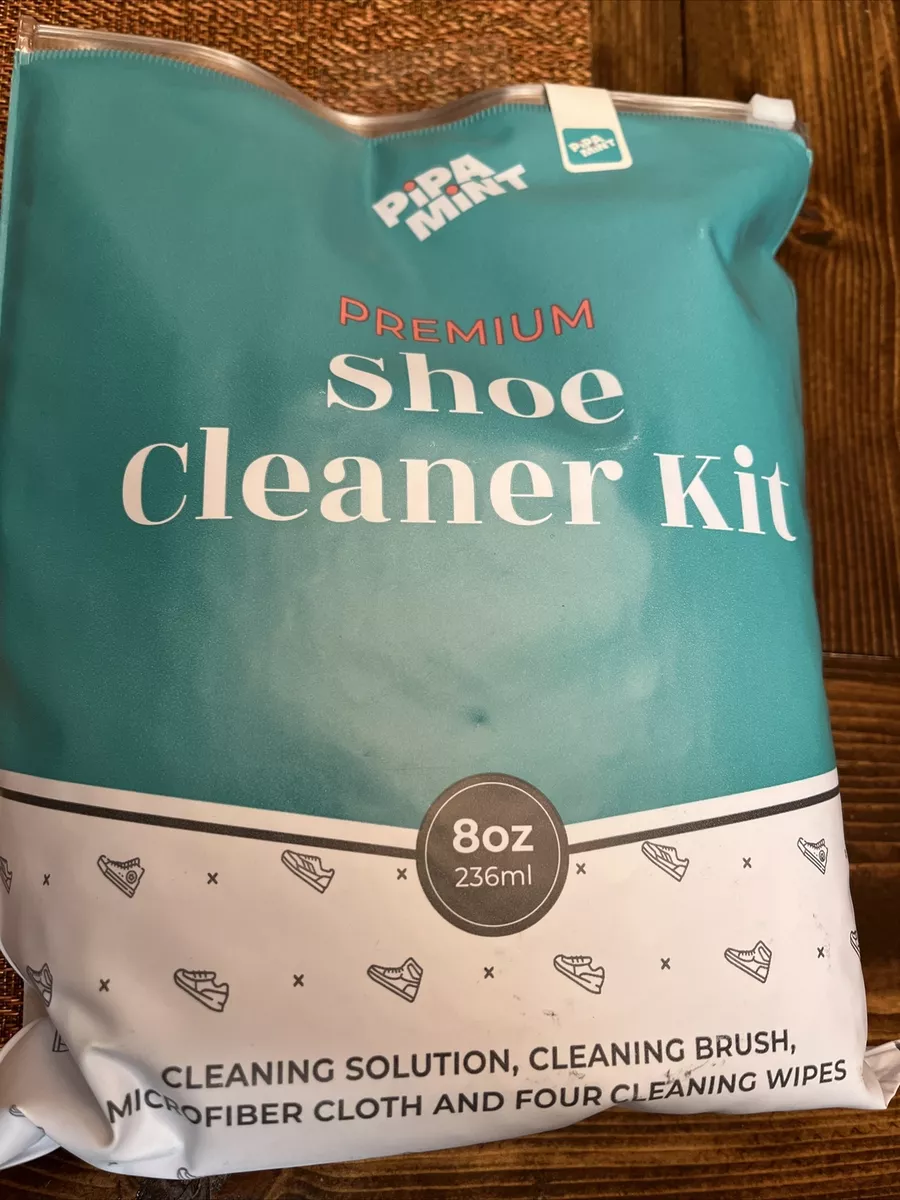 PiPA
MiNT
PiPA
MiNT
PREMIUM
Shoe
Cleaner Kit
8oz
236ml
CLEANING SOLUTION, CLEANING BRUSH,
MICROFIBER CLOTH AND FOUR CLEANING WIPES